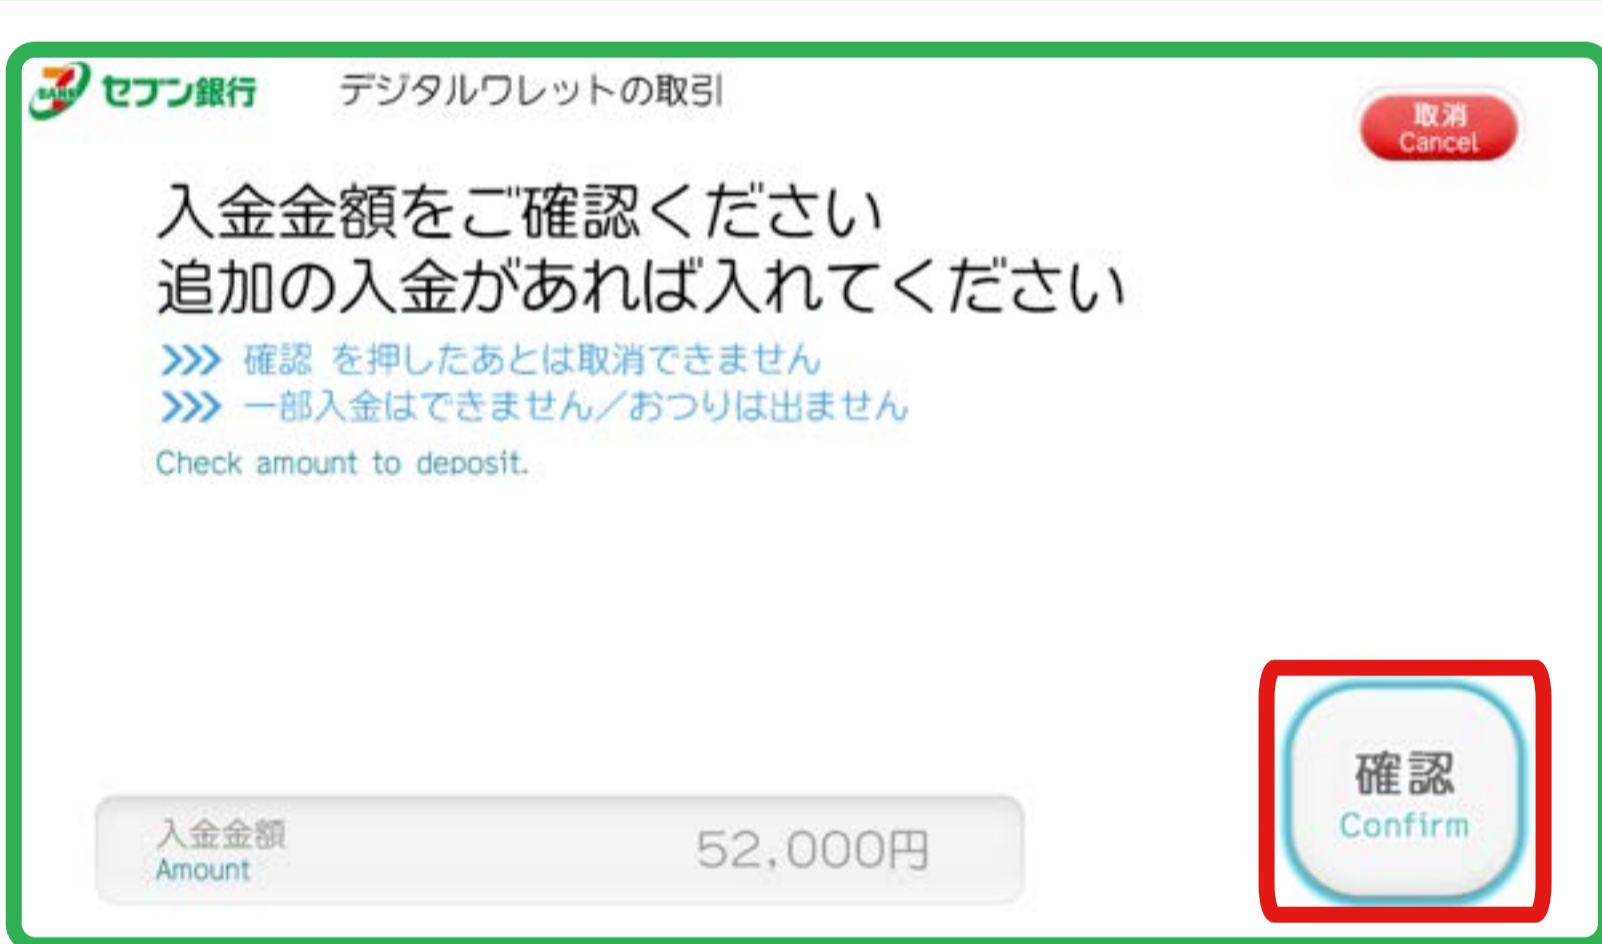 BANK セブン銀行 デジタルワレットの取引
取消
Cancel
入金金額をご確認ください
追加の入金があれば入れてください
>>> 確認 を押したあとは取消できません
>>> 一部入金はできません/おつりは出ません
Check amount to deposit.
確認
Confirm
入金金額 52,000円
Amount